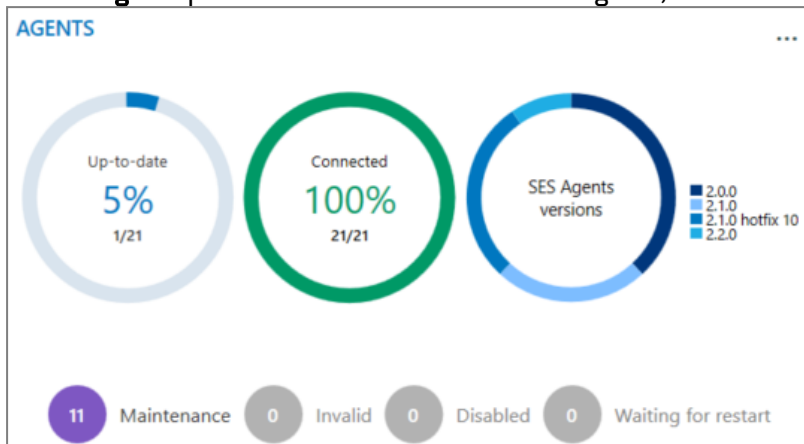 AGENTS
...
Up-to-date
5%
1/21
Connected
100%
21/21
SES Agents
versions
2.0.0
2.1.0
2.1.0 hotfix 10
2.2.0
11 Maintenance 0 Invalid 0 Disabled 0 Waiting for restart